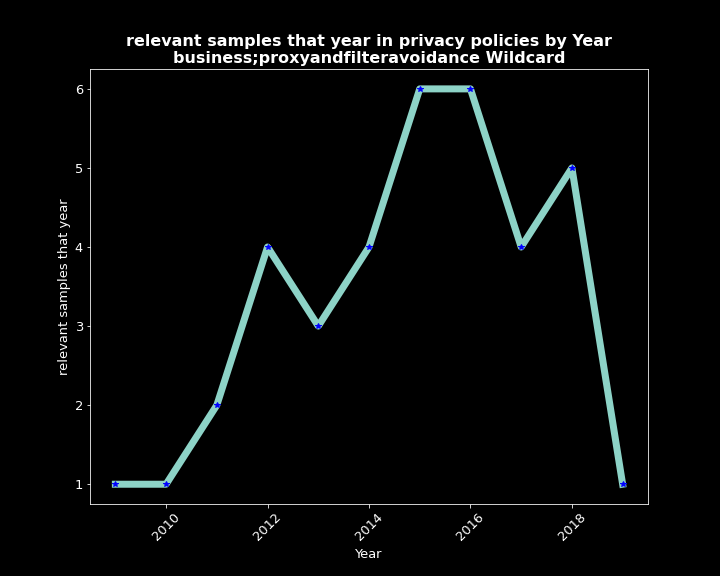 relevant samples that year in privacy policies by Year
business;proxyandfilteravoidance Wildcard
relevant samples that year
6
5
4
3
2
1
2010
2012
2014
2016
2018
Year